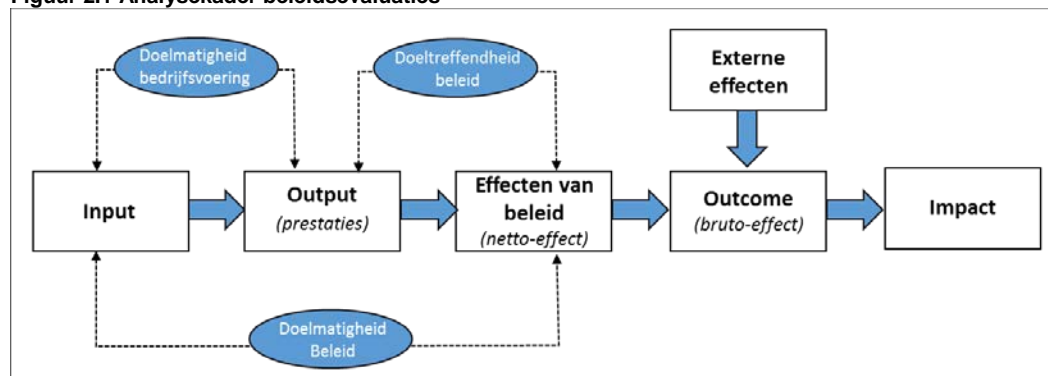 Figuur 2.1 Analysekader beleidsevaluaties
Doelmatigheid
bedrijfsvoering
Doeltreffendheid
beleid
Externe
effecten
Input
Output
(prestaties)
Effecten van
beleid
(netto-effect)
Outcome
(bruto-effect)
Impact
Doelmatigheid
Beleid